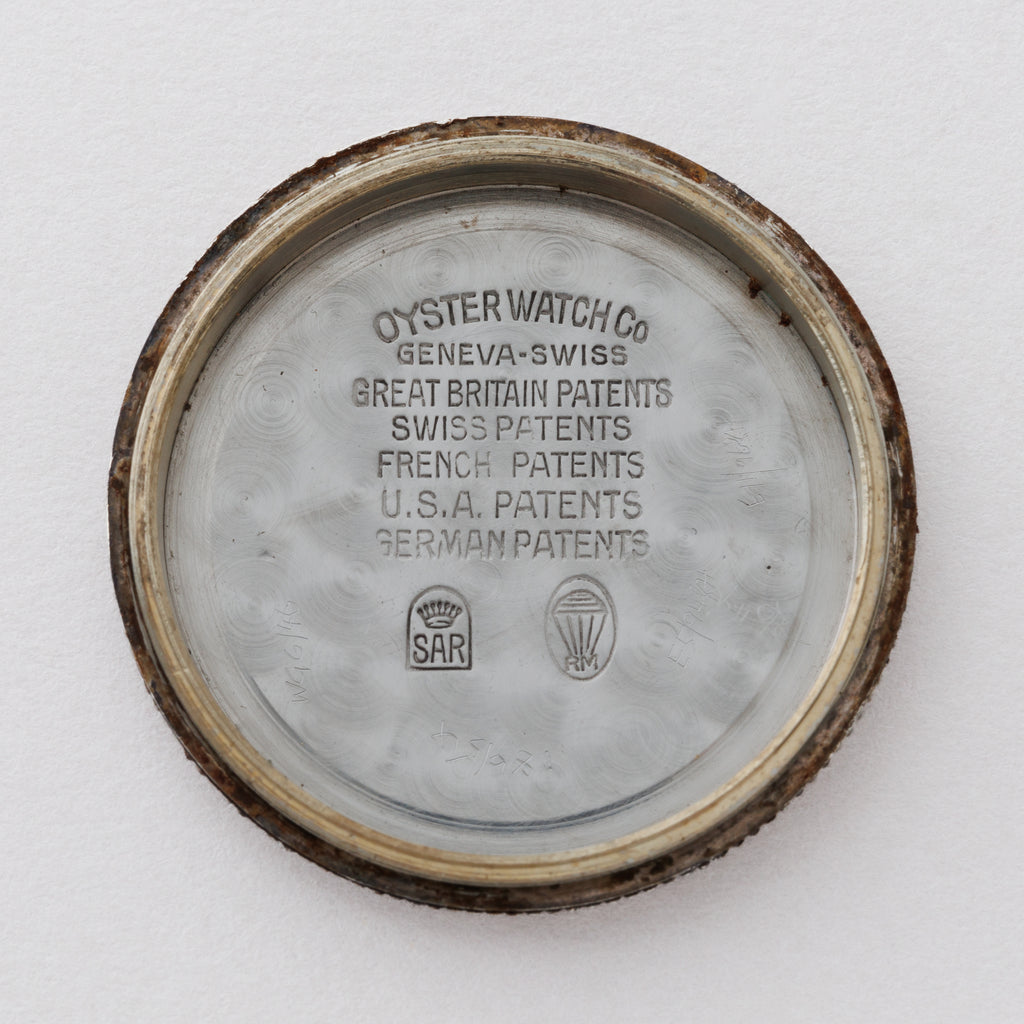 OYSTER WATCH Co
GENEVA-SWISS
GREAT BRITAIN PATENTS
SWISS PATENTS
FRENCH PATENTS
U.S.A. PATENTS
GERMAN PATENTS
SAR
RM